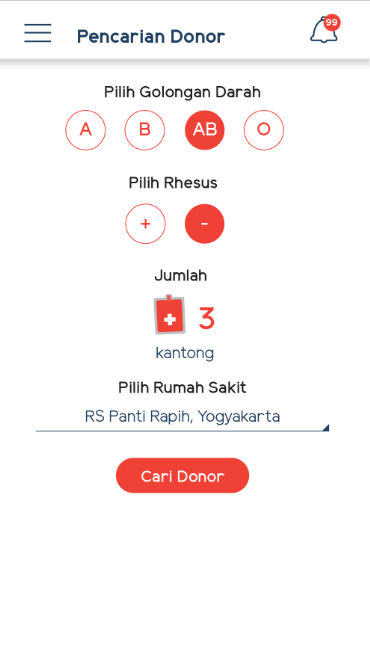 Pencarian Donor
99
Pilih Golongan Darah
A B AB O
Pilih Rhesus
+ -
Jumlah
3
kantong
Pilih Rumah Sakit
RS Panti Rapih, Yogyakarta
Cari Donor